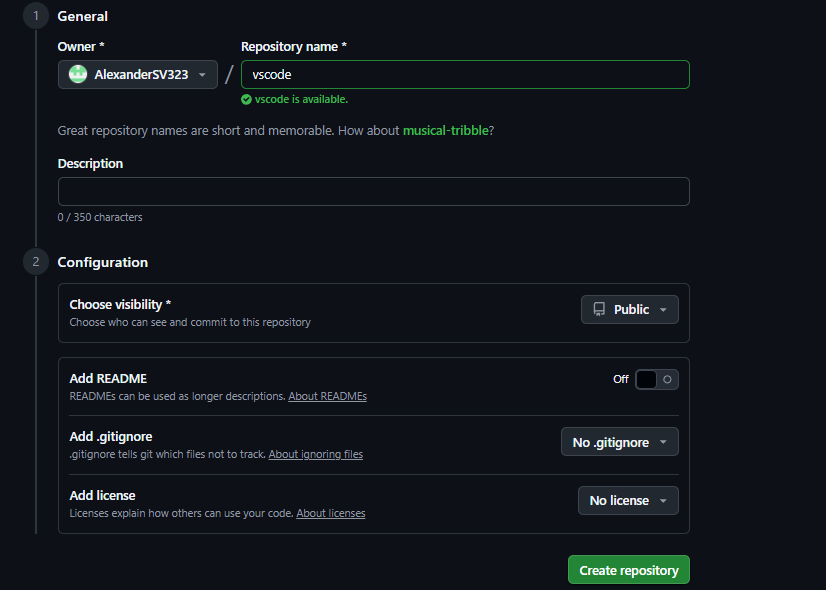 1 General
Owner * Repository name *
AlexanderSV323 / vscode
vscode is available.
Great repository names are short and memorable. How about musical-tribble?
Description
0 / 350 characters
2 Configuration
Choose visibility * Public
Choose who can see and commit to this repository
Add README Off
READMEs can be used as longer descriptions. About READMEs
Add .gitignore No .gitignore
.gitignore tells git which files not to track. About ignoring files
Add license No license
Licenses explain how others can use your code. About licenses
Create repository